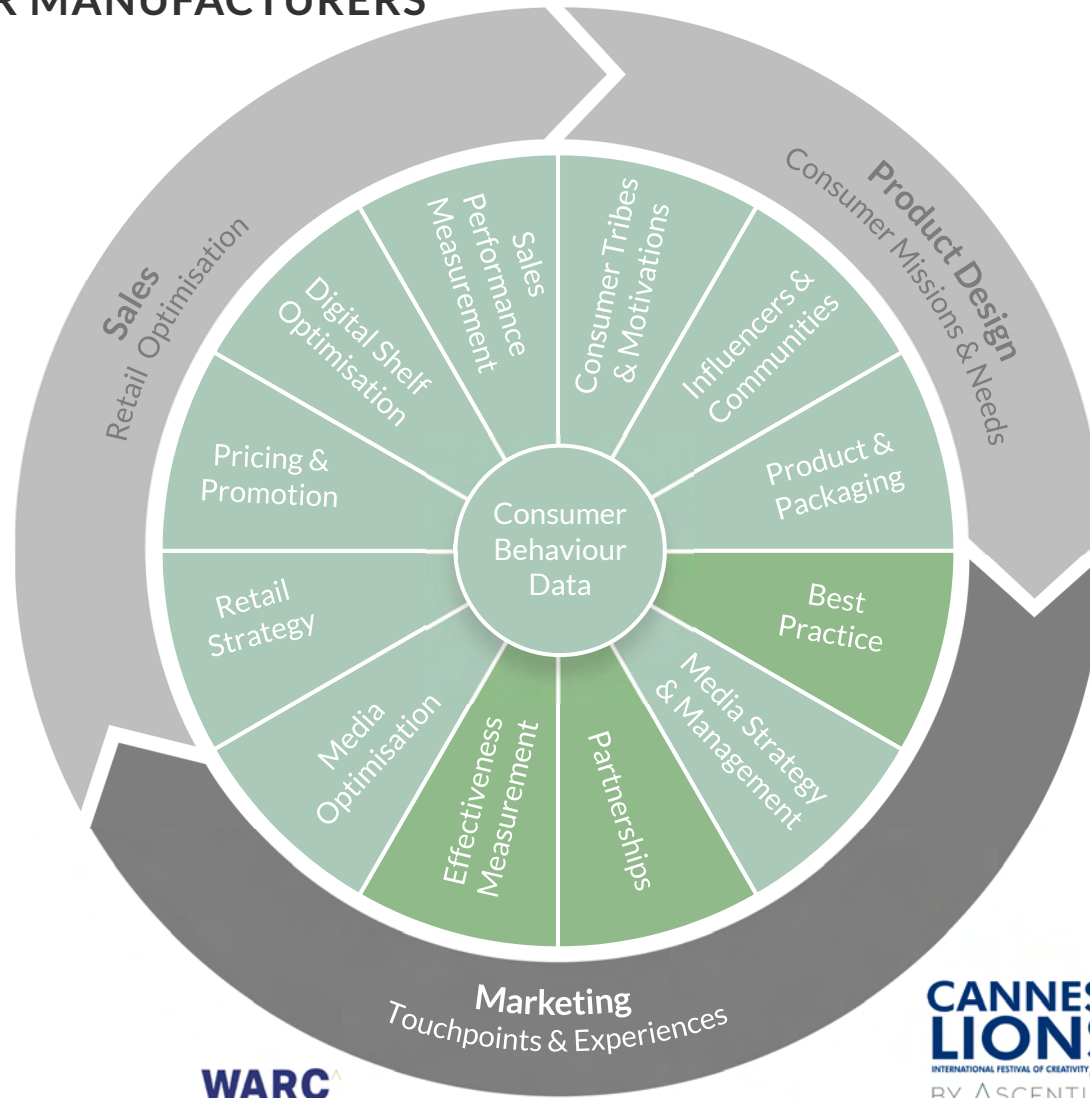 R MANUFACTURERS
Product Design
Consumer Missions & Needs
Sales
Retail Optimisation
Consumer Tribes
& Motivations
Influencers &
Communities
Product &
Packaging
Best
Practice
Media Strategy
& Management
Partnerships
Effectiveness
Measurement
Media
Optimisation
Retail
Strategy
Pricing &
Promotion
Digital Shelf
Optimisation
Sales
Performance
Measurement
Consumer
Behaviour
Data
Marketing
Touchpoints & Experiences
WARC
CANNES
LIONS
INTERNATIONAL FESTIVAL OF CREATIVITY
BY ASCENTI